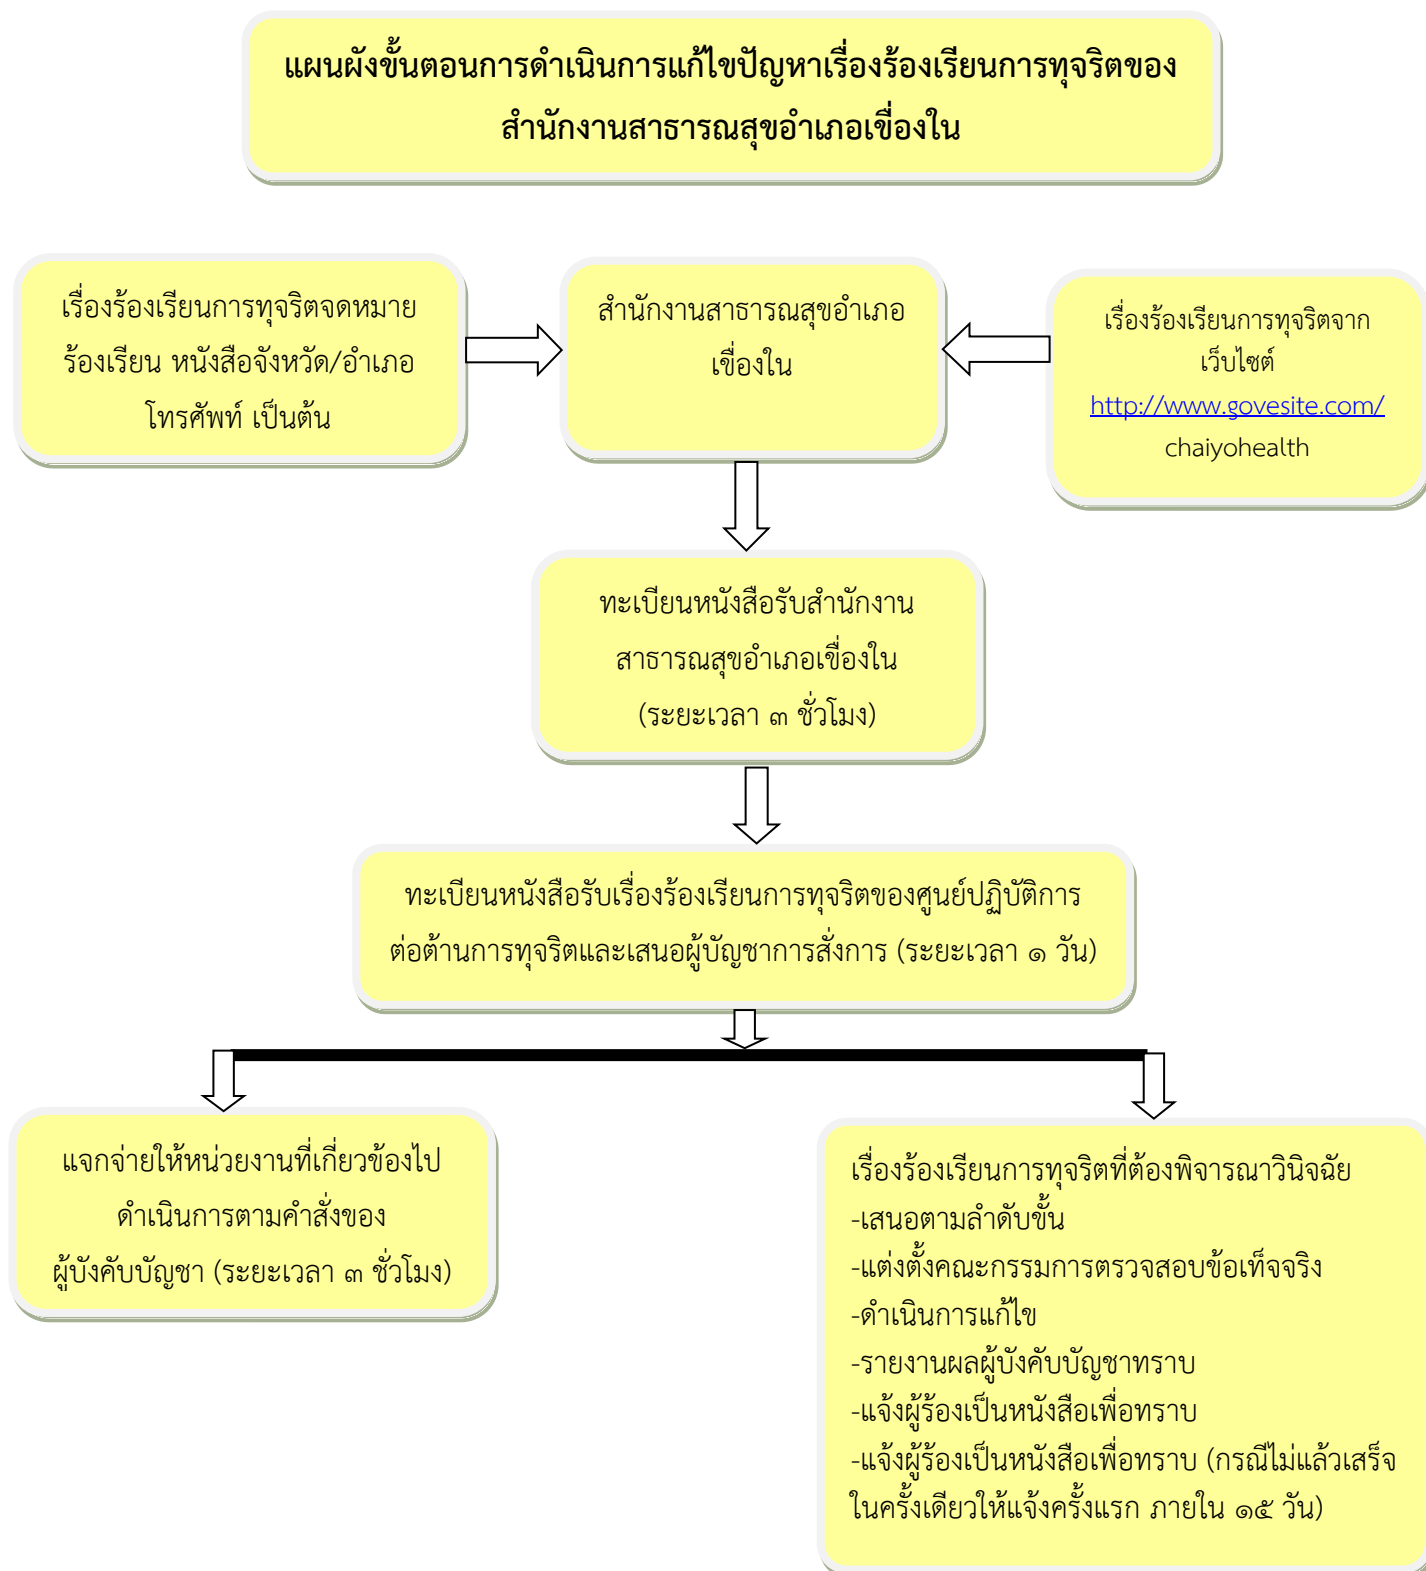 แผนผังขั้นตอนการดำเนินการแก้ไขปัญหาเรื่องร้องเรียนการทุจริตของ
สำนักงานสาธารณสุขอำเภอเขื่องใน
เรื่องร้องเรียนการทุจริตจดหมาย
ร้องเรียน หนังสือจังหวัด/อำเภอ
โทรศัพท์ เป็นต้น
สำนักงานสาธารณสุขอำเภอ
เขื่องใน
เรื่องร้องเรียนการทุจริตจาก
เว็บไซต์
http://www.govesite.com/
chaiyohealth
ทะเบียนหนังสือรับสำนักงาน
สาธารณสุขอำเภอเขื่องใน
(ระยะเวลา ๓ ชั่วโมง)
ทะเบียนหนังสือรับเรื่องร้องเรียนการทุจริตของศูนย์ปฏิบัติการ
ต่อต้านการทุจริตและเสนอผู้บัญชาการสั่งการ (ระยะเวลา ๑ วัน)
แจกจ่ายให้หน่วยงานที่เกี่ยวข้องไป
ดำเนินการตามคำสั่งของ
ผู้บังคับบัญชา (ระยะเวลา ๓ ชั่วโมง)
เรื่องร้องเรียนการทุจริตที่ต้องพิจารณาวินิจฉัย
-เสนอตามลำดับขั้น
-แต่งตั้งคณะกรรมการตรวจสอบข้อเท็จจริง
-ดำเนินการแก้ไข
-รายงานผลผู้บังคับบัญชาทราบ
-แจ้งผู้ร้องเป็นหนังสือเพื่อทราบ
-แจ้งผู้ร้องเป็นหนังสือเพื่อทราบ (กรณีไม่แล้วเสร็จ
ในครั้งเดียวให้แจ้งครั้งแรก ภายใน ๑๕ วัน)